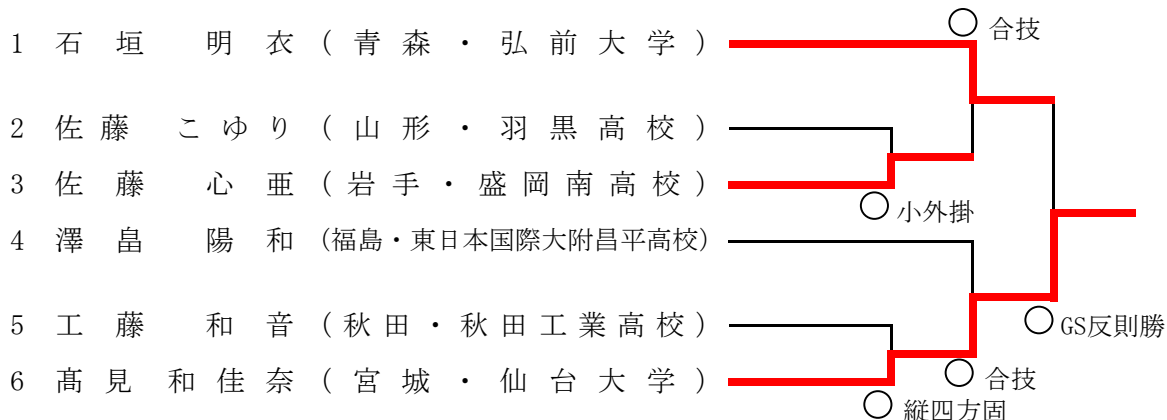 ○ 合技
1 石垣 明衣 (青森・弘前大学)
2 佐藤 こゆり (山形・羽黒高校)
3 佐藤 心亜 (岩手・盛岡南高校)
○ 小外掛
4 澤畠 陽和 (福島・東日本国際大附昌平高校)
5 工藤 和音 (秋田・秋田工業高校)
○ GS反則勝
6 髙見 和佳奈 (宮城・仙台大学)
○ 合技
○ 縦四方固